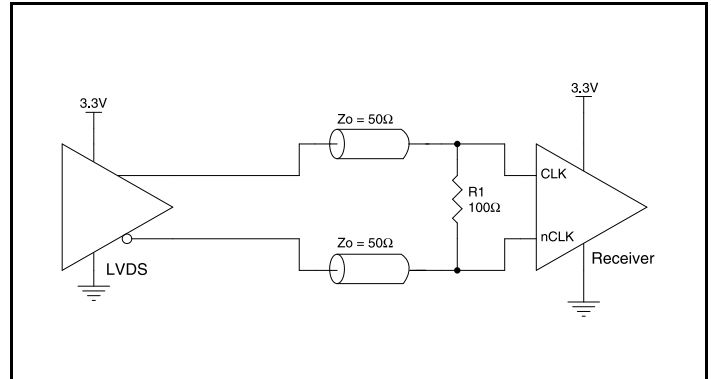 3.3V
3.3V
Zo = 50Ω
CLK
R1
100Ω
nCLK
Zo = 50Ω
LVDS
Receiver